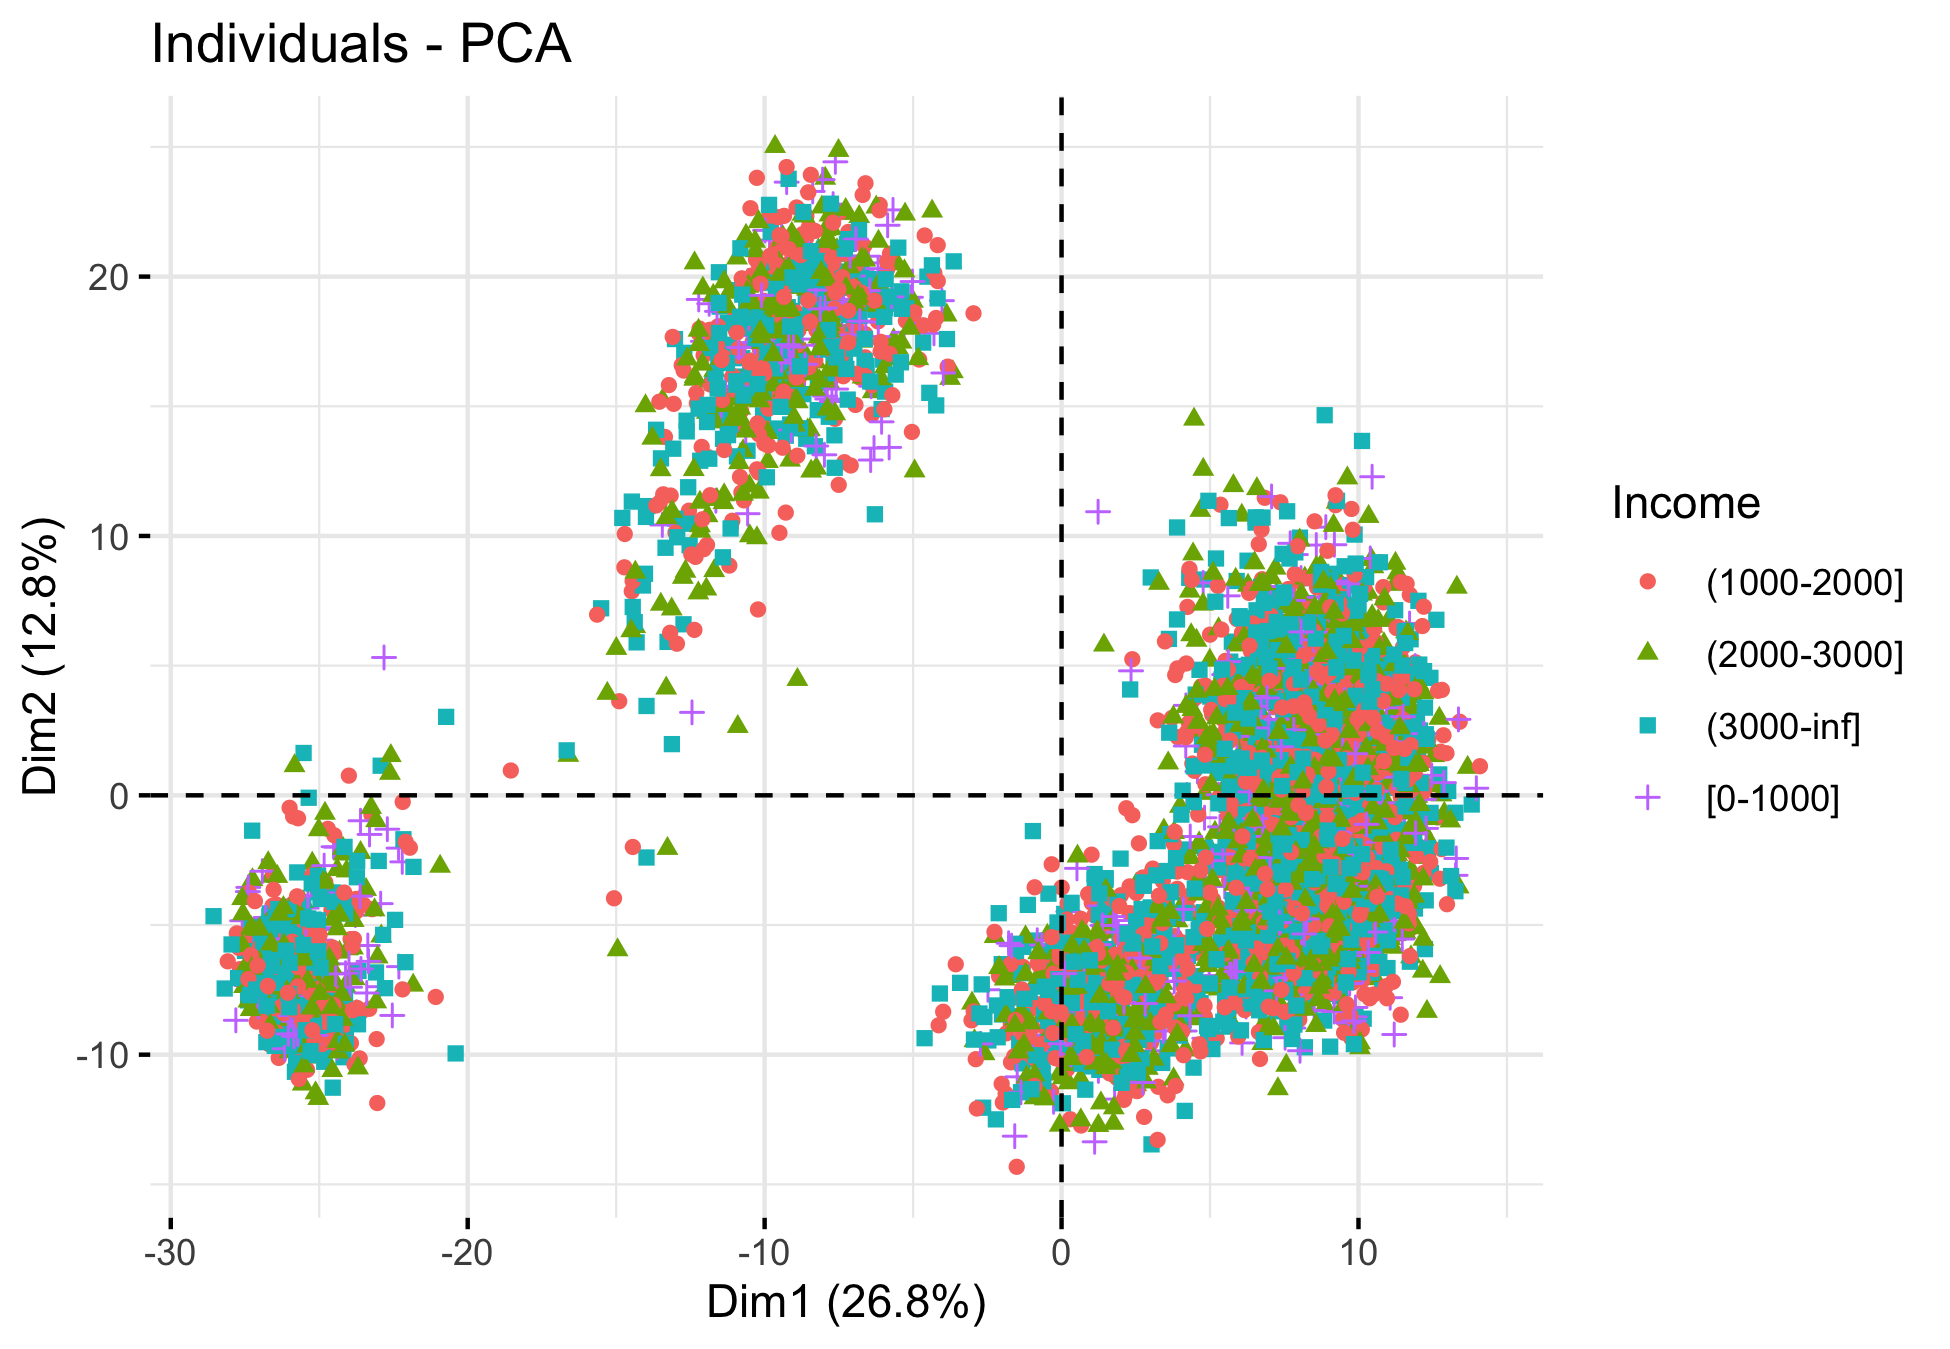 Individuals - PCA
Dim2 (12.8%)
20
10
0
-10
-30
-20
-10
0
10
Dim1 (26.8%)
Income
(1000-2000]
(2000-3000]
(3000-inf]
[0-1000]